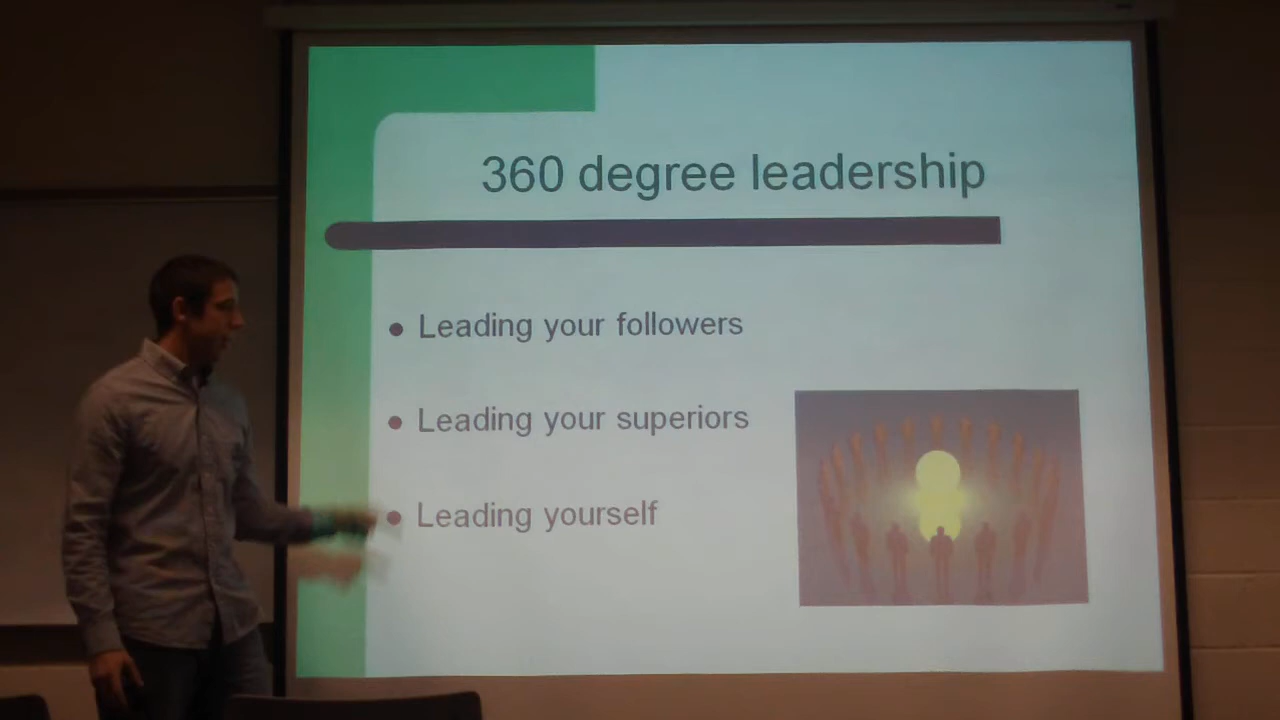 360 degree leadership
• Leading your followers
• Leading your superiors
• Leading yourself